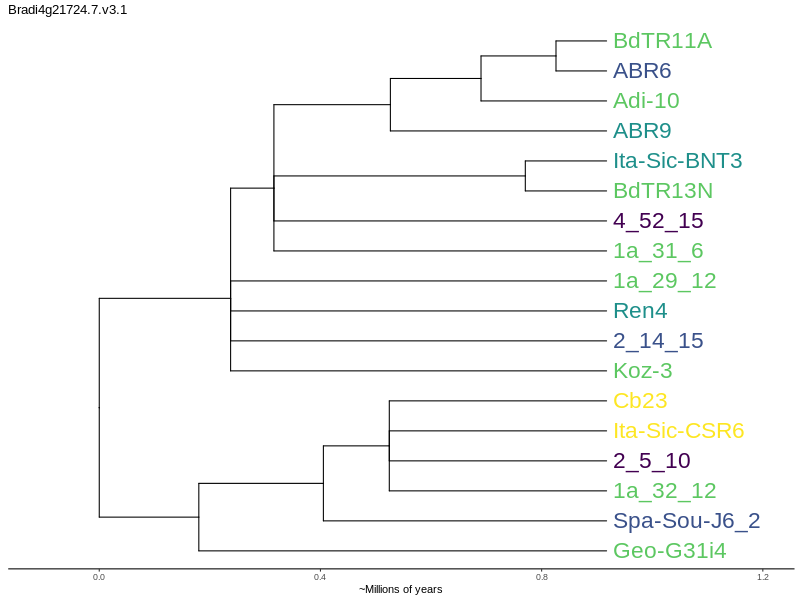 Bradi4g21724.7.v3.1
BdTR11A
ABR6
Adi-10
ABR9
Ita-Sic-BNT3
BdTR13N
4_52_15
1a_31_6
1a_29_12
Ren4
2_14_15
Koz-3
Cb23
Ita-Sic-CSR6
2_5_10
1a_32_12
Spa-Sou-J6_2
Geo-G31i4
0.0 0.4 0.8 1.2
~Millions of years